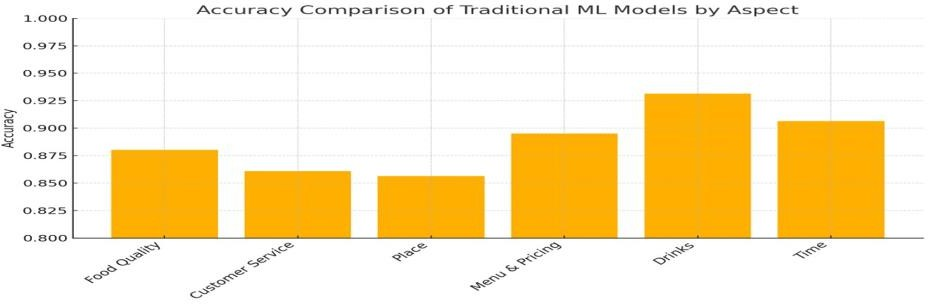 Accuracy Comparison of Traditional ML Models by Aspect
1.000
0.975
0.950
0.925
0.900
0.875
0.850
0.825
0.800
Accuracy
Food Quality
Customer Service
Place
Menu & Pricing
Drinks
Time